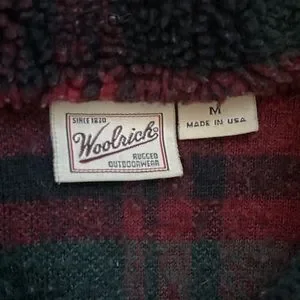 SINCE 1830
Woolrich
RUGGED
OUTDOORWEAR
M
MADE IN USA